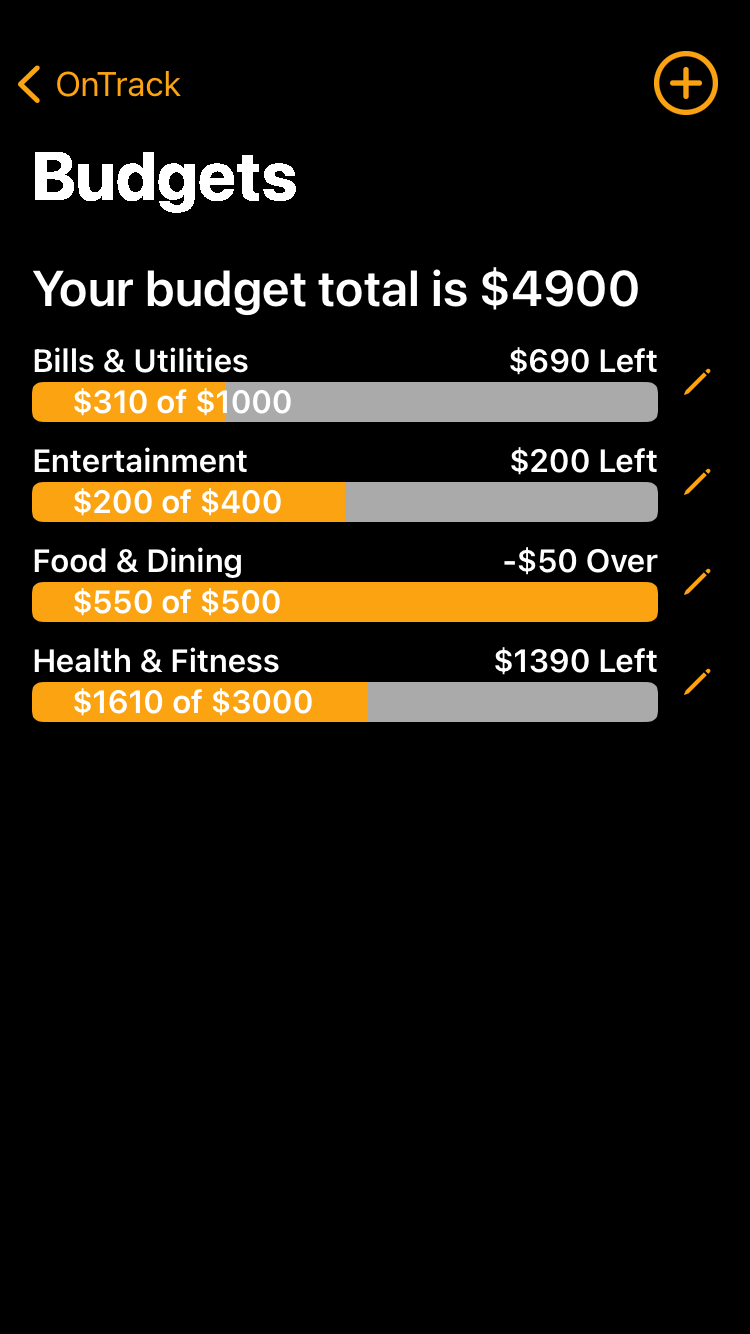 OnTrack
Budgets
Your budget total is $4900
Bills & Utilities $690 Left
$310 of $1000
Entertainment $200 Left
$200 of $400
Food & Dining -$50 Over
$550 of $500
Health & Fitness $1390 Left
$1610 of $3000